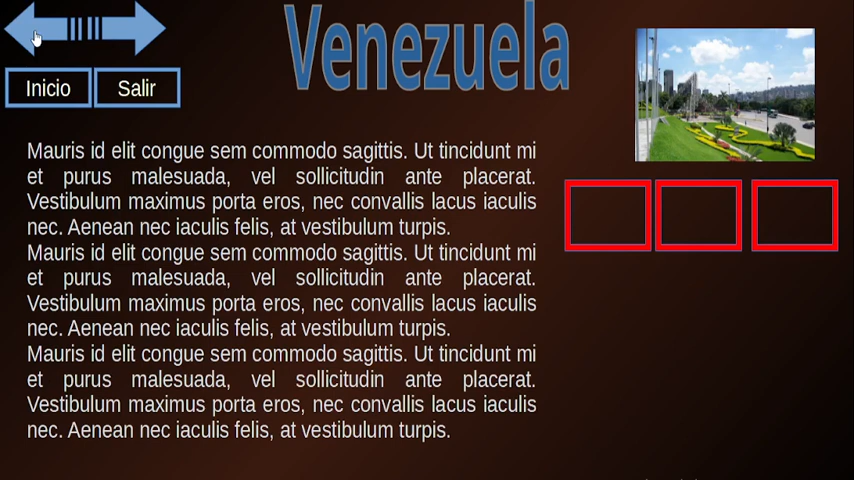 Venezuela
Inicio
Salir
Mauris id elit congue sem commodo sagittis. Ut tincidunt mi
et purus malesuada, vel sollicitudin ante placerat.
Vestibulum maximus porta eros, nec convallis lacus iaculis
nec. Aenean nec iaculis felis, at vestibulum turpis.
Mauris id elit congue sem commodo sagittis. Ut tincidunt mi
et purus malesuada, vel sollicitudin ante placerat.
Vestibulum maximus porta eros, nec convallis lacus iaculis
nec. Aenean nec iaculis felis, at vestibulum turpis.
Mauris id elit congue sem commodo sagittis. Ut tincidunt mi
et purus malesuada, vel sollicitudin ante placerat.
Vestibulum maximus porta eros, nec convallis lacus iaculis
nec. Aenean nec iaculis felis, at vestibulum turpis.